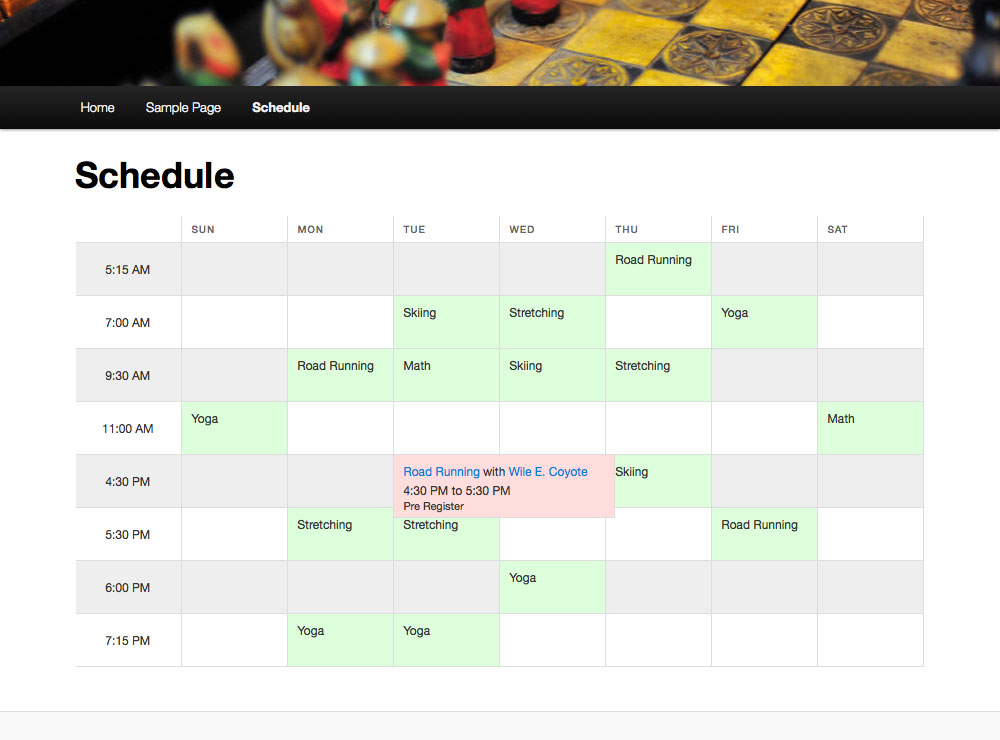 Home Sample Page Schedule
Schedule
SUN MON TUE WED THU FRI SAT
5:15 AM Road Running
7:00 AM Skiing Stretching Yoga
9:30 AM Road Running Math Skiing Stretching
11:00 AM Yoga Math
4:30 PM Road Running with Wile E. Coyote Skiing
4:30 PM to 5:30 PM
Pre Register
5:30 PM Stretching Stretching Road Running
6:00 PM Yoga
7:15 PM Yoga Yoga